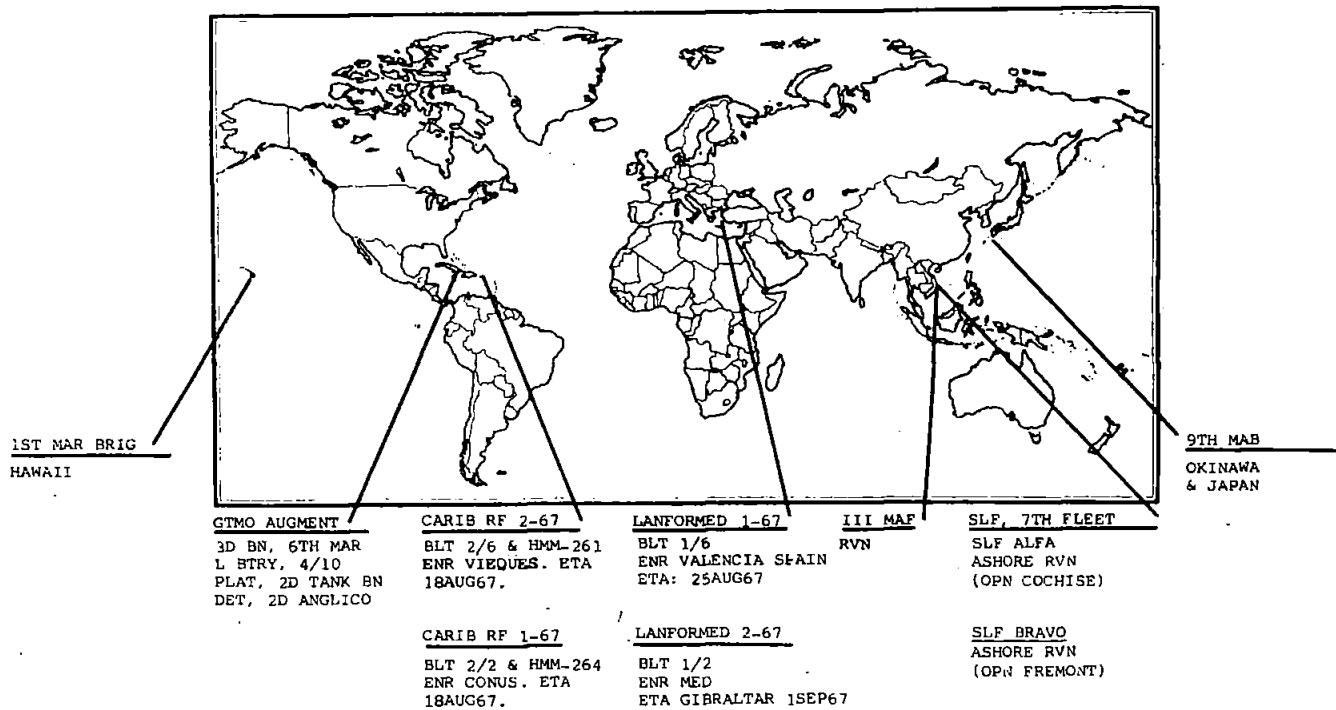 1ST MAR BRIG
HAWAII
9TH MAB
OKINAWA
& JAPAN
GTMO AUGMENT
3D BN, 6TH MAR
L BTRY, 4/10
PLAT, 2D TANK BN
DET, 2D ANGLICO
CARIB RF 2-67
BLT 2/6 & HMM-261
ENR VIEQUES. ETA
18AUG67.
CARIB RF 1-67
BLT 2/2 & HMM-264
ENR CONUS. ETA
18AUG67.
LANFORMED 1-67
BLT 1/6
ENR VALENCIA SPAIN
ETA: 25AUG67
LANFORMED 2-67
BLT 1/2
ENR MED
ETA GIBRALTAR 1SEP67
III MAF
RVN
SLF, 7TH FLEET
SLF ALFA
ASHORE RVN
(OPN COCHISE)
SLF BRAVO
ASHORE RVN
(OPN FREMONT)